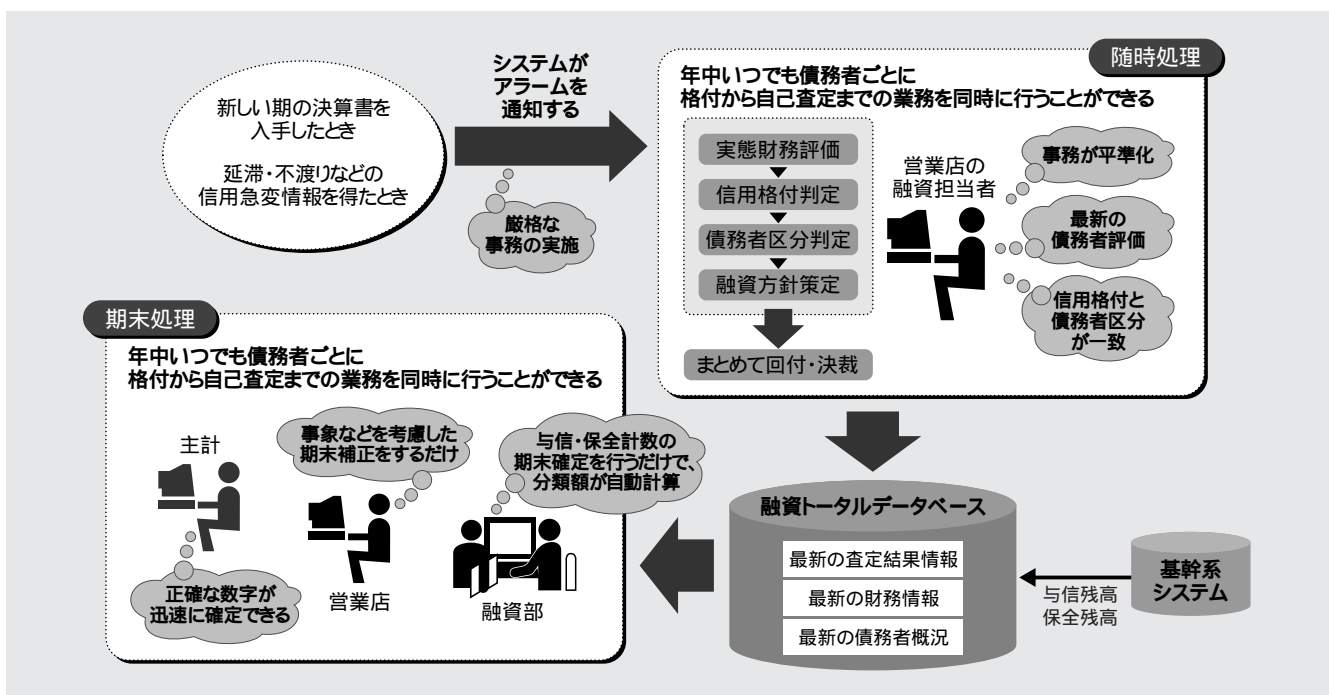 新しい期の決算書を
入手したとき
延滞・不渡りなどの
信用急変情報を得たとき
システムが
アラームを
通知する
厳格な
事務の実施
随時処理
年中いつでも債務者ごとに
格付から自己査定までの業務を同時に行うことができる
実態財務評価
信用格付判定
債務者区分判定
融資方針策定
まとめて回付・決裁
営業店の
融資担当者
事務が平準化
最新の
債務者評価
信用格付と
債務者区分
が一致
期末処理
年中いつでも債務者ごとに
格付から自己査定までの業務を同時に行うことができる
主計
正確な数字が
迅速に確定できる
事象などを考慮した
期末補正をするだけ
営業店
与信・保全計数の
期末確定を行うだけで、
分類額が自動計算
融資部
融資トータルデータベース
最新の査定結果情報
最新の財務情報
最新の債務者概況
与信残高
保全残高
基幹系
システム